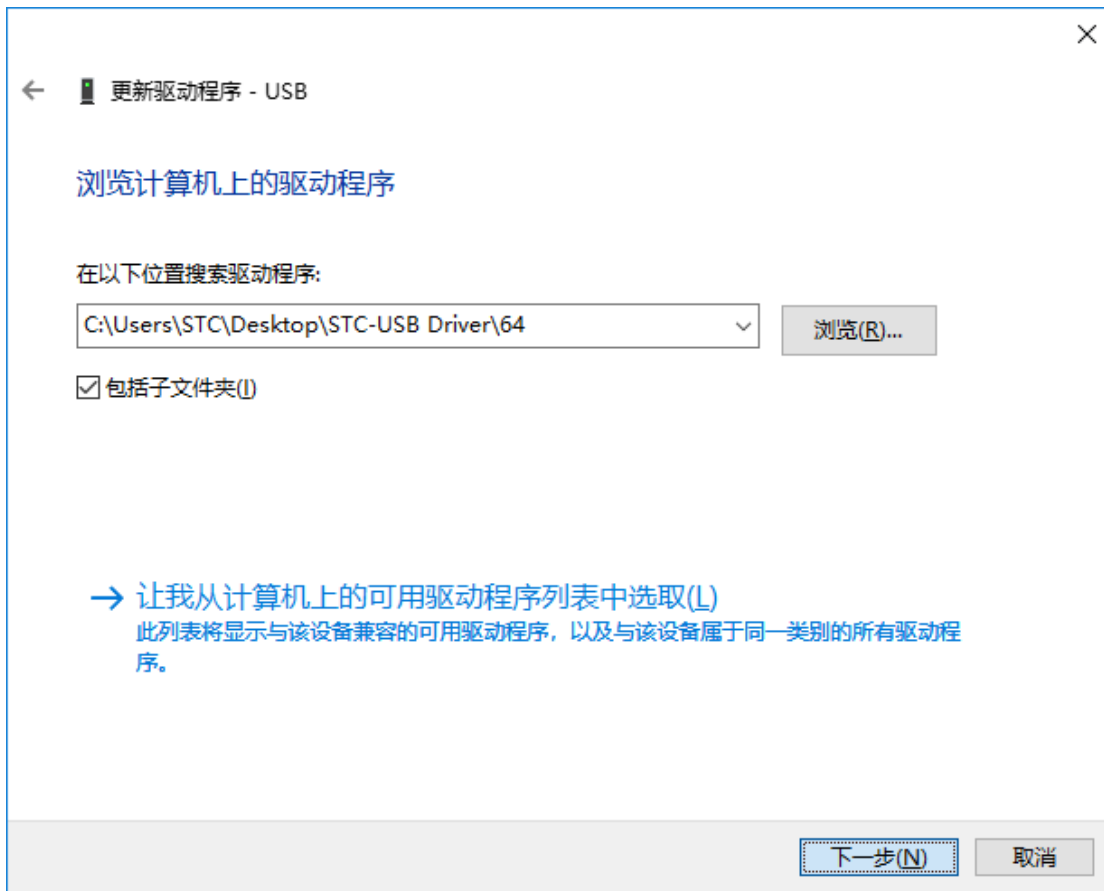 更新驱动程序 - USB
浏览计算机上的驱动程序
在以下位置搜索驱动程序:
C:\Users\STC\Desktop\STC-USB Driver\64
浏览(R)...
包括子文件夹(I)
让我从计算机上的可用驱动程序列表中选取(L)
此列表将显示与该设备兼容的可用驱动程序，以及与该设备属于同一类别的所有驱动程
序。
下一步(N)
取消